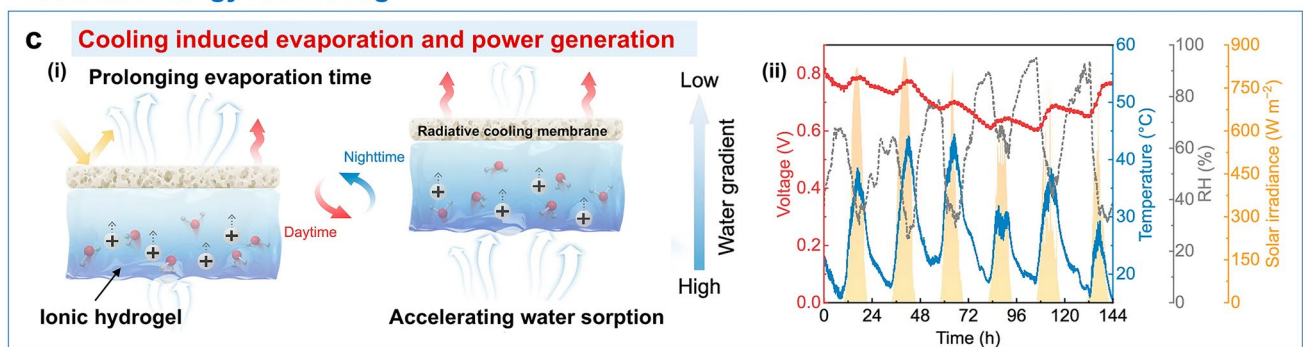 c
Cooling induced evaporation and power generation
(i)
Prolonging evaporation time
Radiative cooling membrane
Nighttime
Daytime
Ionic hydrogel
Accelerating water sorption
Low
Water gradient
High
(ii)
Voltage (V)
0.8
0.6
0.4
0.2
0.0
0 24 48 72 96 120 144
Time (h)
60
50
40
30
20
Temperature (°C)
100
80
60
40
20
0
RH (%)
900
750
600
450
300
150
0
Solar irradiance (W m⁻²)